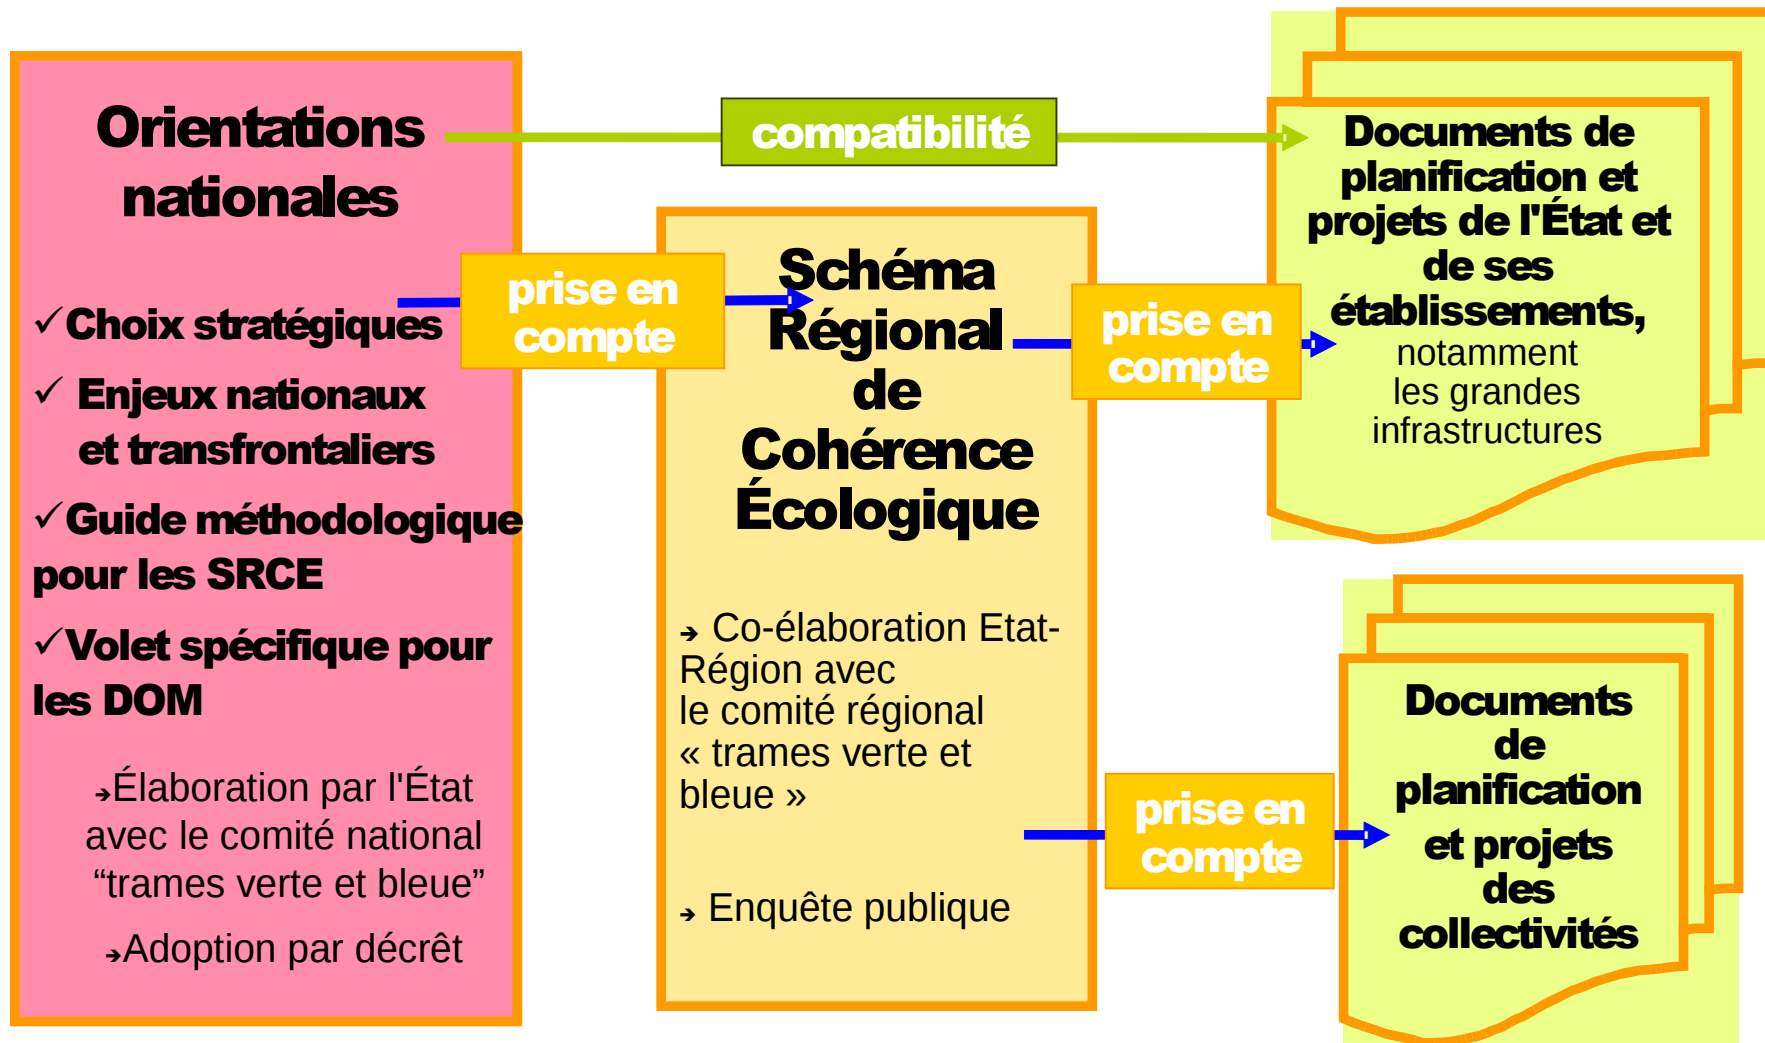 Orientations
nationales
✓Choix stratégiques
✓ Enjeux nationaux
et transfrontaliers
✓Guide méthodologique
pour les SRCE
✓Volet spécifique pour
les DOM
➔Élaboration par l'État
avec le comité national
“trames verte et bleue”
➔Adoption par décrêt
compatibilité
prise en
compte
Schéma
Régional
de
Cohérence
Écologique
➔ Co-élaboration Etat-
Région avec
le comité régional
« trames verte et
bleue »
➔ Enquête publique
prise en
compte
prise en
compte
Documents de
planification et
projets de l'État et
de ses
établissements,
notamment
les grandes
infrastructures
Documents
de
planification
et projets
des
collectivités